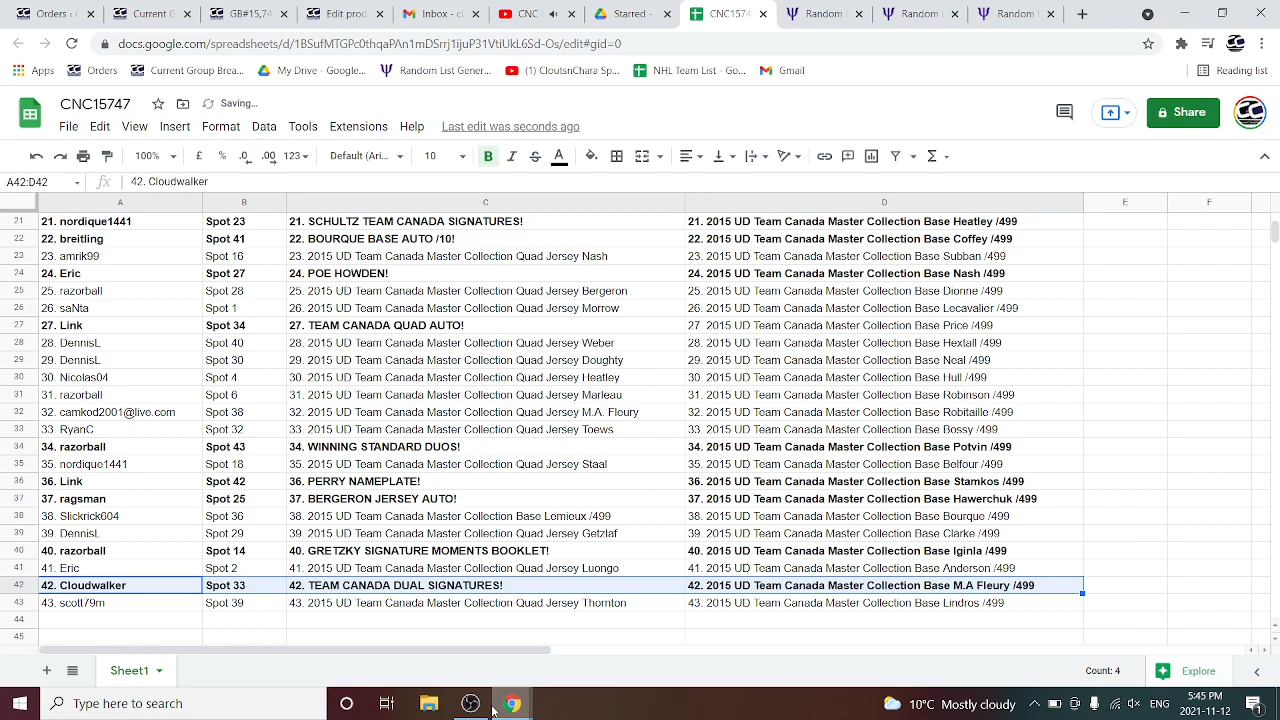 Orders
Current G
GB#15,74
Edit produ
Inbox - cl
CNC
Starred -
CNC1574
Random
Random
Random
docs.google.com/spreadsheets/d/1BSufMTGPc0thqaPAn1mDSrrj1ijuP31VtiUrL6Sd-Os/edit#gid=0
Apps
Orders
Current Group Brea...
My Drive - Google...
Random List Gener...
CloutsnChara Sp...
NHL Team List - Go...
Gmail
Reading list
CNC15747
Saving...
File Edit View Insert Format Data Tools Extensions Help Last edit was seconds ago
Share
100% £ % .0 .00 123 Default (Ari... 10 B I S A
A42:D42 fx 42. Cloudwalker
A B C D E F
21 21. nordique1441 Spot 23 21. SCHULTZ TEAM CANADA SIGNATURES! 21. 2015 UD Team Canada Master Collection Base Heatley /499
22 22. breitling Spot 41 22. BOURQUE BASE AUTO /10! 22. 2015 UD Team Canada Master Collection Base Coffey /499
23 23. amrik99 Spot 16 23. 2015 UD Team Canada Master Collection Quad Jersey Nash 23. 2015 UD Team Canada Master Collection Base Subban /499
24 24. Eric Spot 27 24. POE HOWDEN! 24. 2015 UD Team Canada Master Collection Base Nash /499
25 25. razorball Spot 28 25. 2015 UD Team Canada Master Collection Quad Jersey Bergeron 25. 2015 UD Team Canada Master Collection Base Dionne /499
26 26. saNta Spot 1 26. 2015 UD Team Canada Master Collection Quad Jersey Morrow 26. 2015 UD Team Canada Master Collection Base Lecavalier /499
27 27. Link Spot 34 27. TEAM CANADA QUAD AUTO! 27. 2015 UD Team Canada Master Collection Base Price /499
28 28. DennisL Spot 40 28. 2015 UD Team Canada Master Collection Quad Jersey Weber 28. 2015 UD Team Canada Master Collection Base Hextall /499
29 29. DennisL Spot 30 29. 2015 UD Team Canada Master Collection Quad Jersey Doughty 29. 2015 UD Team Canada Master Collection Base Neal /499
30 30. Nicolas04 Spot 4 30. 2015 UD Team Canada Master Collection Quad Jersey Heatley 30. 2015 UD Team Canada Master Collection Base Hull /499
31 31. razorball Spot 6 31. 2015 UD Team Canada Master Collection Quad Jersey Marleau 31. 2015 UD Team Canada Master Collection Base Robinson /499
32 32. camkod2001@live.com Spot 38 32. 2015 UD Team Canada Master Collection Quad Jersey M.A. Fleury 32. 2015 UD Team Canada Master Collection Base Robitaille /499
33 33. RyanC Spot 32 33. 2015 UD Team Canada Master Collection Quad Jersey Toews 33. 2015 UD Team Canada Master Collection Base Bossy /499
34 34. razorball Spot 43 34. WINNING STANDARD DUOS! 34. 2015 UD Team Canada Master Collection Base Potvin /499
35 35. nordique1441 Spot 18 35. 2015 UD Team Canada Master Collection Quad Jersey Staal 35. 2015 UD Team Canada Master Collection Base Belfour /499
36 36. Link Spot 42 36. PERRY NAMEPLATE! 36. 2015 UD Team Canada Master Collection Base Stamkos /499
37 37. ragsman Spot 25 37. BERGERON JERSEY AUTO! 37. 2015 UD Team Canada Master Collection Base Hawerchuk /499
38 38. Slickrick604 Spot 36 38. 2015 UD Team Canada Master Collection Base Lemieux /499 38. 2015 UD Team Canada Master Collection Base Bourque /499
39 39. DennisL Spot 29 39. 2015 UD Team Canada Master Collection Quad Jersey Getzlaf 39. 2015 UD Team Canada Master Collection Base Clarke /499
40 40. razorball Spot 14 40. GRETZKY SIGNATURE MOMENTS BOOKLET! 40. 2015 UD Team Canada Master Collection Base Iginla /499
41 41. Eric Spot 2 41. 2015 UD Team Canada Master Collection Quad Jersey Luongo 41. 2015 UD Team Canada Master Collection Base Anderson /499
42 42. Cloudwalker Spot 33 42. TEAM CANADA DUAL SIGNATURES! 42. 2015 UD Team Canada Master Collection Base M.A Fleury /499
43 43. scott79m Spot 39 43. 2015 UD Team Canada Master Collection Quad Jersey Thornton 43. 2015 UD Team Canada Master Collection Base Lindros /499
44
45
Sheet1
Count: 4
Explore
Type here to search
10°C Mostly cloudy
5:45 PM
2021-11-12